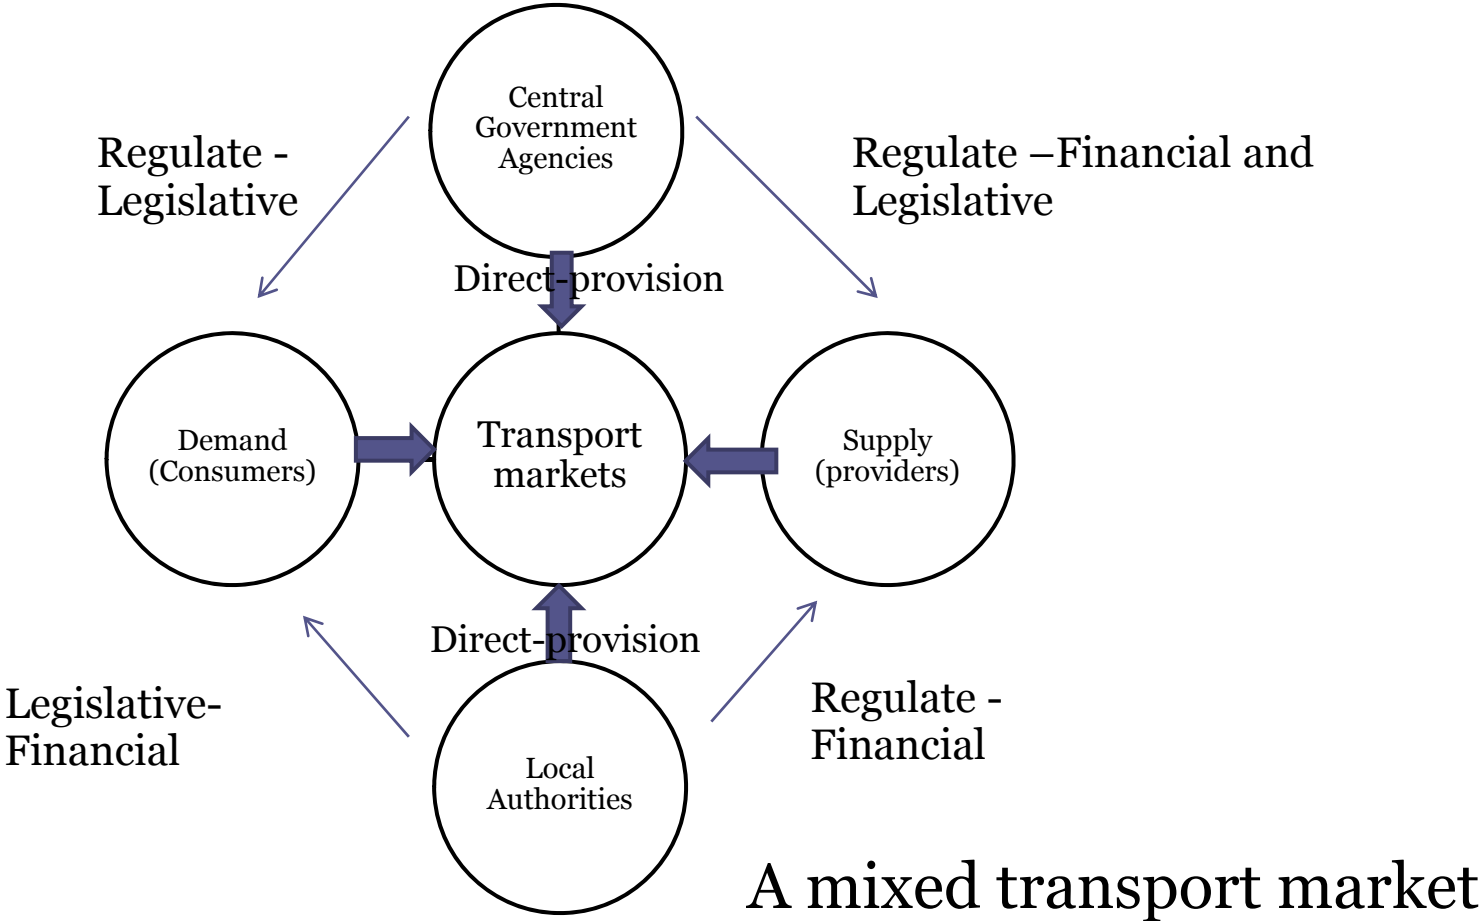 Central
Government
Agencies
Regulate -
Legislative
Regulate –Financial and
Legislative
Direct-provision
Demand
(Consumers)
Transport
markets
Supply
(providers)
Direct-provision
Legislative-
Financial
Regulate -
Financial
Local
Authorities
A mixed transport market